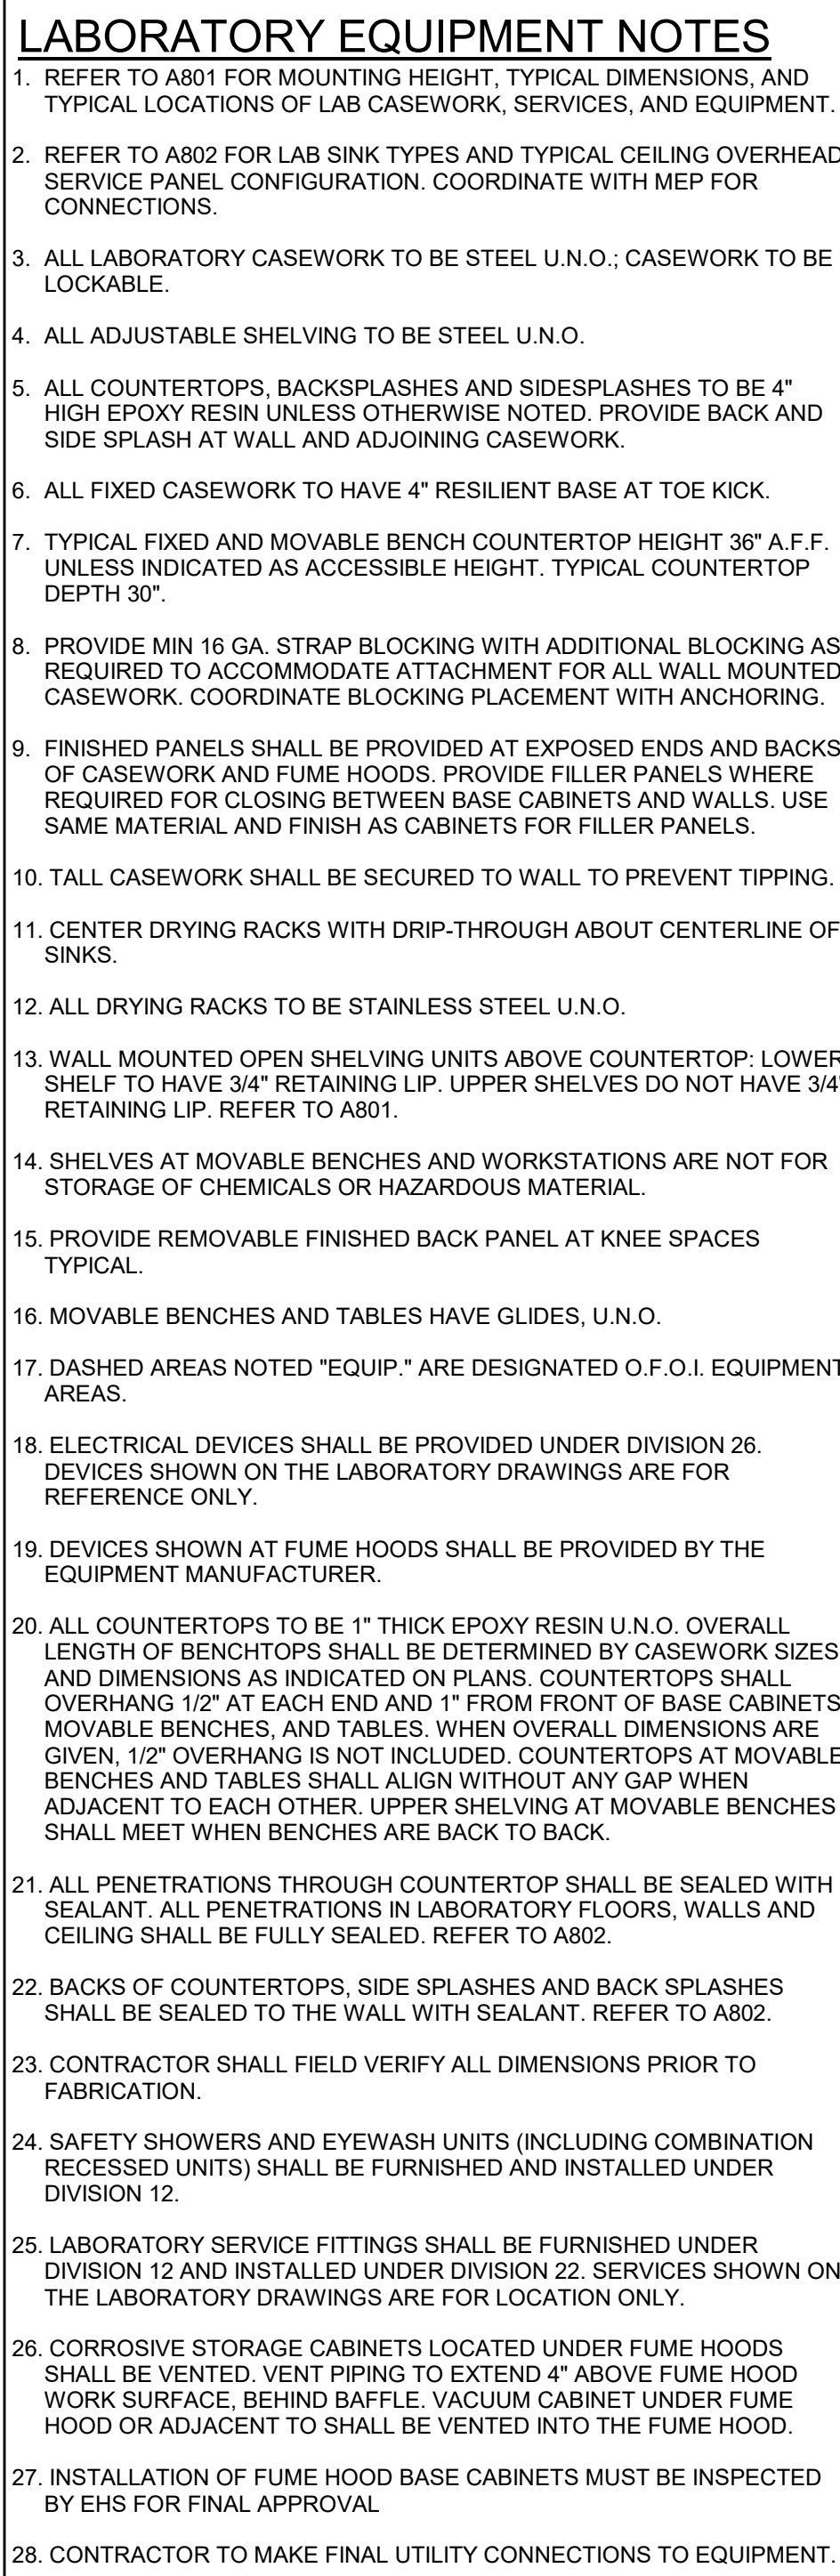 LABORATORY EQUIPMENT NOTES
1. REFER TO A801 FOR MOUNTING HEIGHT, TYPICAL DIMENSIONS, AND
TYPICAL LOCATIONS OF LAB CASEWORK, SERVICES, AND EQUIPMENT.
2. REFER TO A802 FOR LAB SINK TYPES AND TYPICAL CEILING OVERHEAD
SERVICE PANEL CONFIGURATION. COORDINATE WITH MEP FOR
CONNECTIONS.
3. ALL LABORATORY CASEWORK TO BE STEEL U.N.O.; CASEWORK TO BE
LOCKABLE.
4. ALL ADJUSTABLE SHELVING TO BE STEEL U.N.O.
5. ALL COUNTERTOPS, BACKSPLASHES AND SIDESPLASHES TO BE 4"
HIGH EPOXY RESIN UNLESS OTHERWISE NOTED. PROVIDE BACK AND
SIDE SPLASH AT WALL AND ADJOINING CASEWORK.
6. ALL FIXED CASEWORK TO HAVE 4" RESILIENT BASE AT TOE KICK.
7. TYPICAL FIXED AND MOVABLE BENCH COUNTERTOP HEIGHT 36" A.F.F.
UNLESS INDICATED AS ACCESSIBLE HEIGHT. TYPICAL COUNTERTOP
DEPTH 30".
8. PROVIDE MIN 16 GA. STRAP BLOCKING WITH ADDITIONAL BLOCKING AS
REQUIRED TO ACCOMMODATE ATTACHMENT FOR ALL WALL MOUNTED
CASEWORK. COORDINATE BLOCKING PLACEMENT WITH ANCHORING.
9. FINISHED PANELS SHALL BE PROVIDED AT EXPOSED ENDS AND BACKS
OF CASEWORK AND FUME HOODS. PROVIDE FILLER PANELS WHERE
REQUIRED FOR CLOSING BETWEEN BASE CABINETS AND WALLS. USE
SAME MATERIAL AND FINISH AS CABINETS FOR FILLER PANELS.
10. TALL CASEWORK SHALL BE SECURED TO WALL TO PREVENT TIPPING.
11. CENTER DRYING RACKS WITH DRIP-THROUGH ABOUT CENTERLINE OF
SINKS.
12. ALL DRYING RACKS TO BE STAINLESS STEEL U.N.O.
13. WALL MOUNTED OPEN SHELVING UNITS ABOVE COUNTERTOP: LOWER
SHELF TO HAVE 3/4" RETAINING LIP. UPPER SHELVES DO NOT HAVE 3/4"
RETAINING LIP. REFER TO A801.
14. SHELVES AT MOVABLE BENCHES AND WORKSTATIONS ARE NOT FOR
STORAGE OF CHEMICALS OR HAZARDOUS MATERIAL.
15. PROVIDE REMOVABLE FINISHED BACK PANEL AT KNEE SPACES
TYPICAL.
16. MOVABLE BENCHES AND TABLES HAVE GLIDES, U.N.O.
17. DASHED AREAS NOTED "EQUIP." ARE DESIGNATED O.F.O.I. EQUIPMENT
AREAS.
18. ELECTRICAL DEVICES SHALL BE PROVIDED UNDER DIVISION 26.
DEVICES SHOWN ON THE LABORATORY DRAWINGS ARE FOR
REFERENCE ONLY.
19. DEVICES SHOWN AT FUME HOODS SHALL BE PROVIDED BY THE
EQUIPMENT MANUFACTURER.
20. ALL COUNTERTOPS TO BE 1" THICK EPOXY RESIN U.N.O. OVERALL
LENGTH OF BENCHTOPS SHALL BE DETERMINED BY CASEWORK SIZES
AND DIMENSIONS AS INDICATED ON PLANS. COUNTERTOPS SHALL
OVERHANG 1/2" AT EACH END AND 1" FROM FRONT OF BASE CABINETS
MOVABLE BENCHES, AND TABLES. WHEN OVERALL DIMENSIONS ARE
GIVEN, 1/2" OVERHANG IS NOT INCLUDED. COUNTERTOPS AT MOVABLE
BENCHES AND TABLES SHALL ALIGN WITHOUT ANY GAP WHEN
ADJACENT TO EACH OTHER. UPPER SHELVING AT MOVABLE BENCHES
SHALL MEET WHEN BENCHES ARE BACK TO BACK.
21. ALL PENETRATIONS THROUGH COUNTERTOP SHALL BE SEALED WITH
SEALANT. ALL PENETRATIONS IN LABORATORY FLOORS, WALLS AND
CEILING SHALL BE FULLY SEALED. REFER TO A802.
22. BACKS OF COUNTERTOPS, SIDE SPLASHES AND BACK SPLASHES
SHALL BE SEALED TO THE WALL WITH SEALANT. REFER TO A802.
23. CONTRACTOR SHALL FIELD VERIFY ALL DIMENSIONS PRIOR TO
FABRICATION.
24. SAFETY SHOWERS AND EYEWASH UNITS (INCLUDING COMBINATION
RECESSED UNITS) SHALL BE FURNISHED AND INSTALLED UNDER
DIVISION 12.
25. LABORATORY SERVICE FITTINGS SHALL BE FURNISHED UNDER
DIVISION 12 AND INSTALLED UNDER DIVISION 22. SERVICES SHOWN ON
THE LABORATORY DRAWINGS ARE FOR LOCATION ONLY.
26. CORROSIVE STORAGE CABINETS LOCATED UNDER FUME HOODS
SHALL BE VENTED. VENT PIPING TO EXTEND 4" ABOVE FUME HOOD
WORK SURFACE, BEHIND BAFFLE. VACUUM CABINET UNDER FUME
HOOD OR ADJACENT TO SHALL BE VENTED INTO THE FUME HOOD.
27. INSTALLATION OF FUME HOOD BASE CABINETS MUST BE INSPECTED
BY EHS FOR FINAL APPROVAL
28. CONTRACTOR TO MAKE FINAL UTILITY CONNECTIONS TO EQUIPMENT.